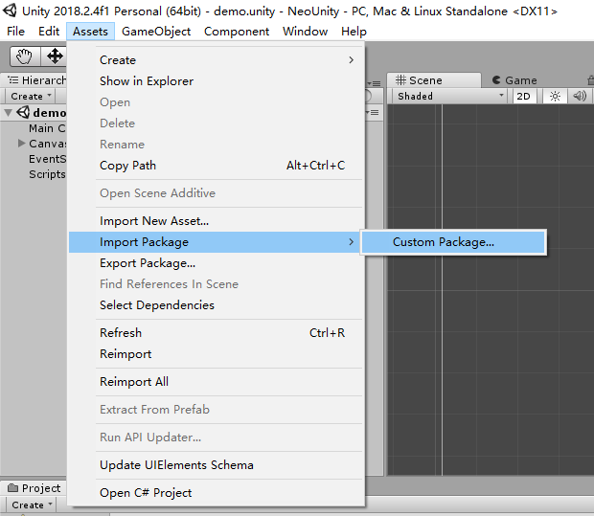 Unity 2018.2.4f1 Personal (64bit) - demo.unity - NeoUnity - PC, Mac & Linux Standalone <DX11>
File Edit Assets GameObject Component Window Help
Hierarch
Create
demo
Main C
Canvas
EventS
Scripts
Create
Show in Explorer
Open
Delete
Rename
Copy Path Alt+Ctrl+C
Open Scene Additive
Import New Asset...
Import Package
Custom Package...
Export Package...
Find References In Scene
Select Dependencies
Refresh Ctrl+R
Reimport
Reimport All
Extract From Prefab
Run API Updater...
Update UIElements Schema
Open C# Project
Scene Game
Shaded 2D
Project
Create